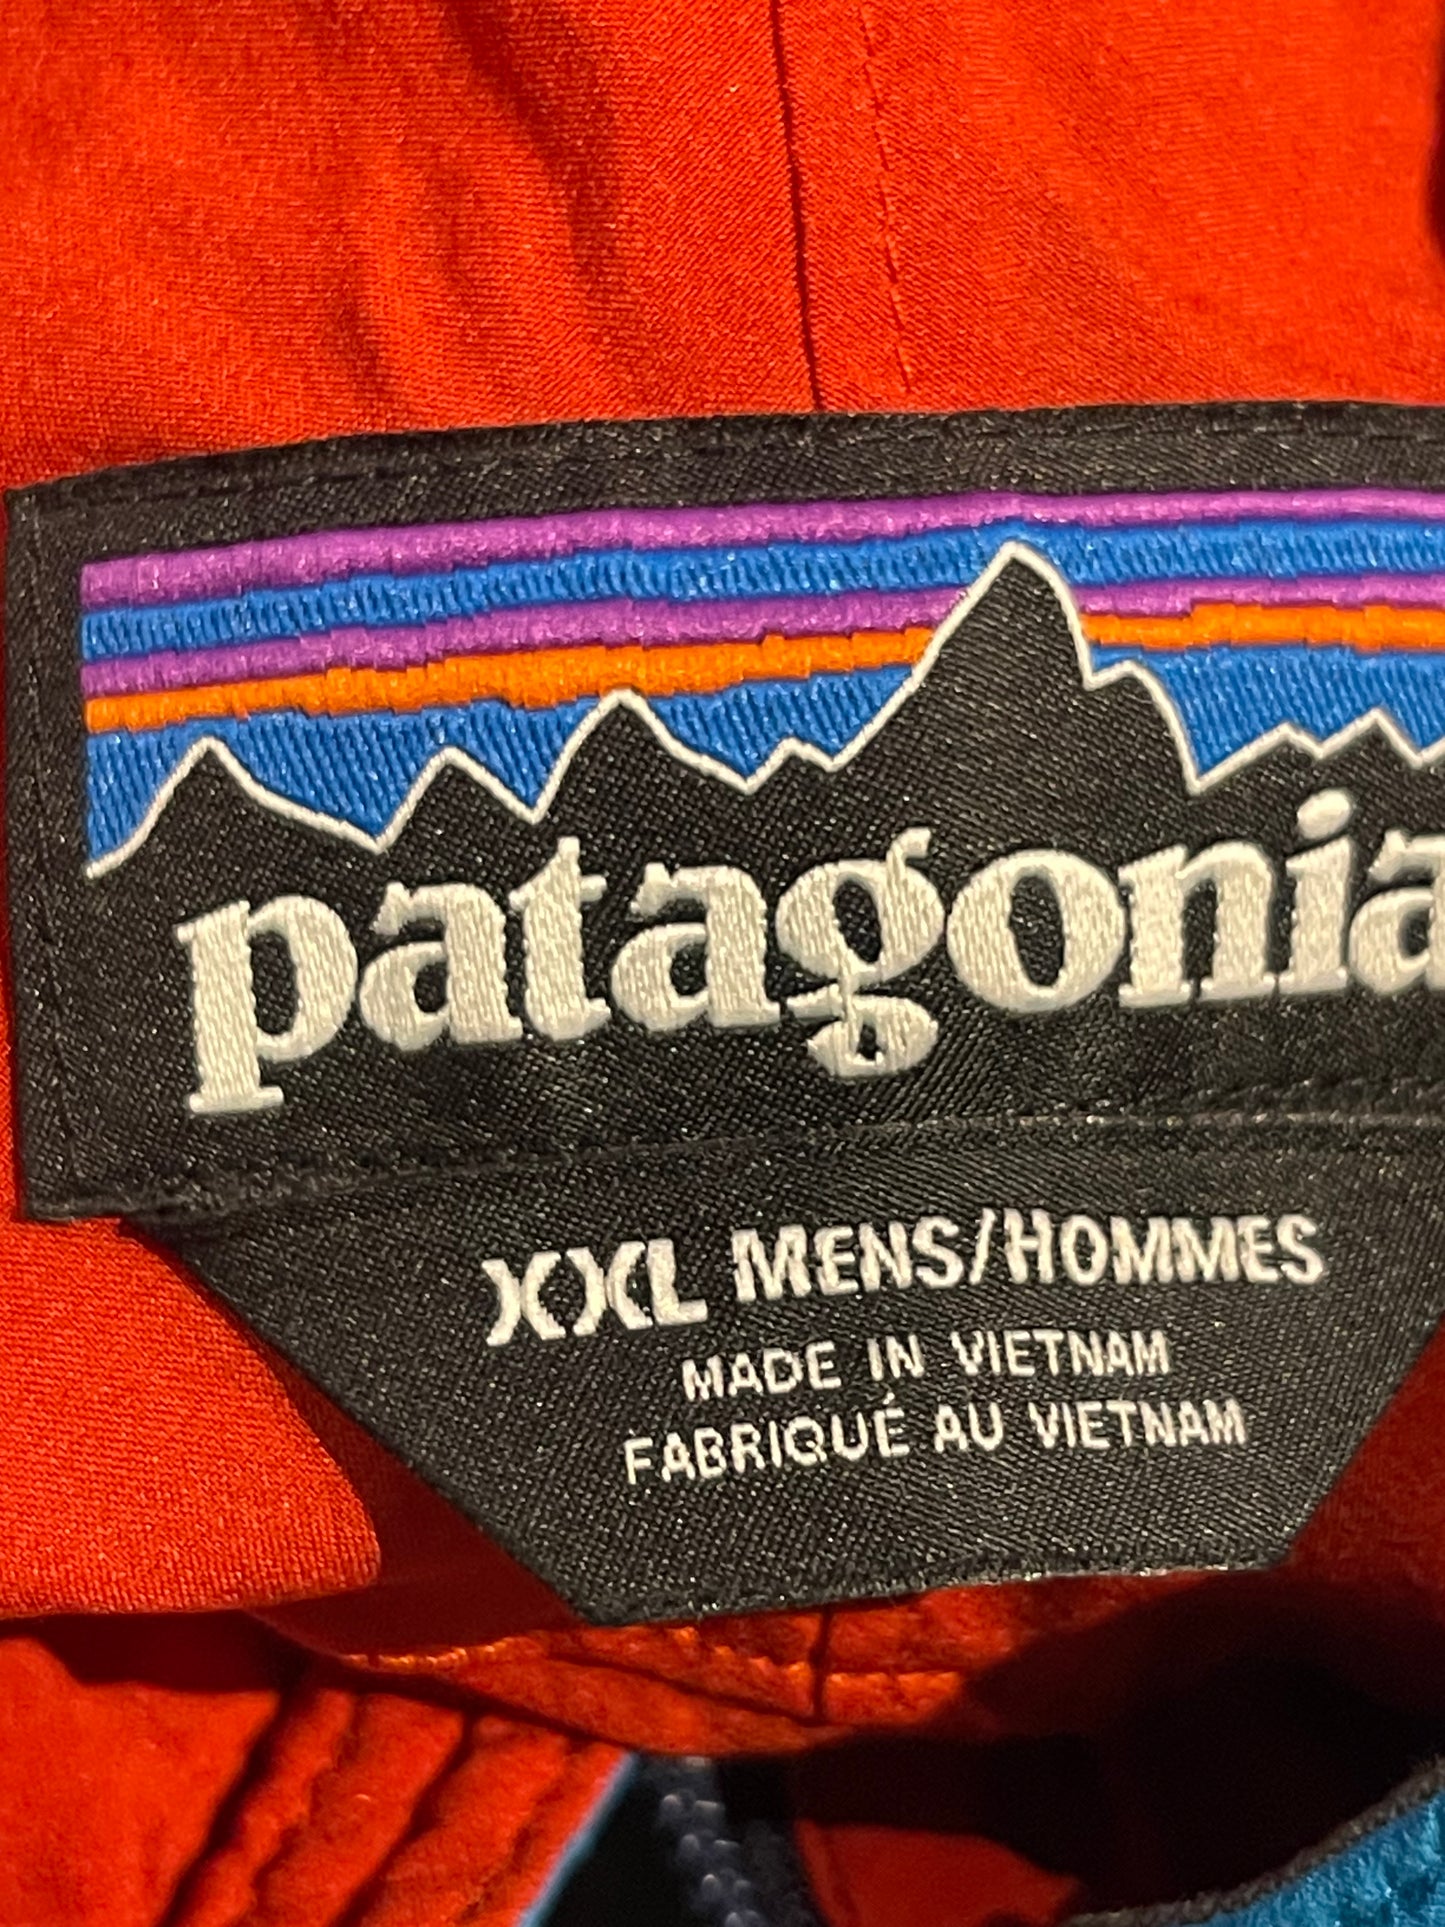 patagonia
XXL MENS/HOMMES
MADE IN VIETNAM
FABRIQUÉ AU VIETNAM